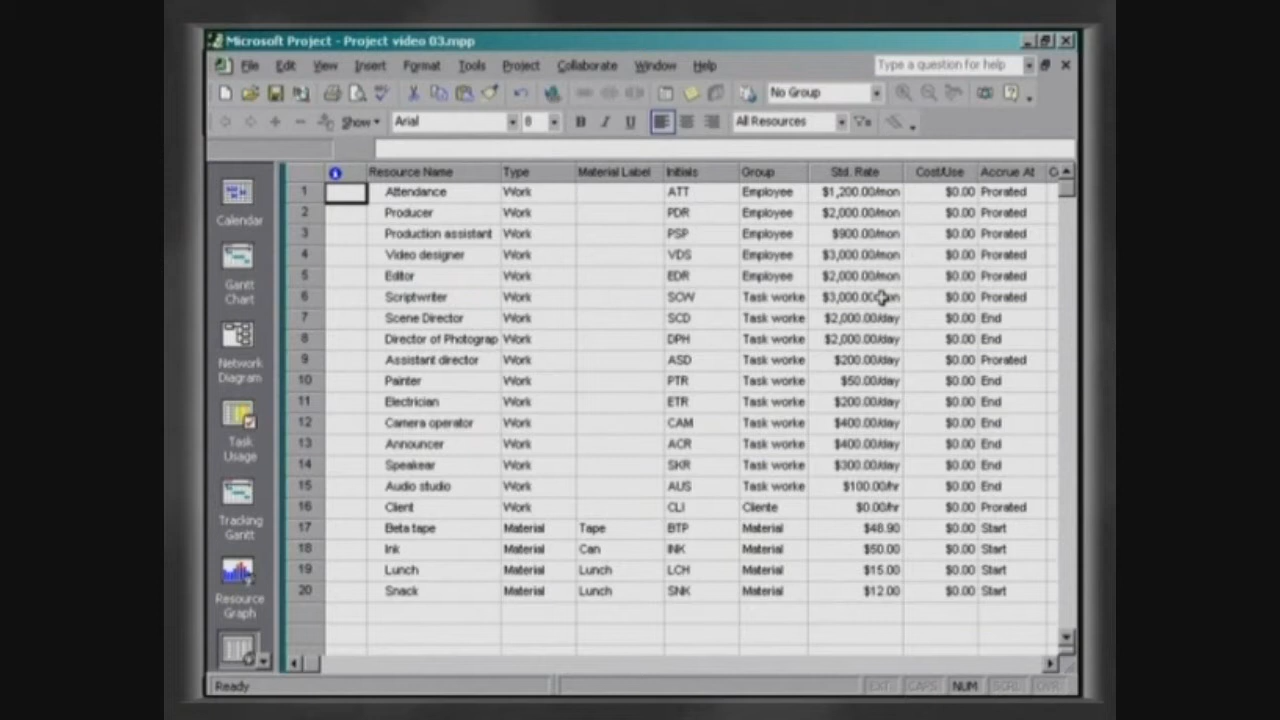 Microsoft Project - Project video 03.mpp
File Edit View Insert Format Tools Project Collaborate Window Help Type a question for help
No Group
Show Arial 8 B I U All Resources
Resource Name Type Material Label Initials Group Std. Rate Cost/Use Accrue At
1 Attendance Work ATT Employee $1,200.00/mon $0.00 Prorated
2 Producer Work PDR Employee $2,000.00/mon $0.00 Prorated
3 Production assistant Work PSP Employee $900/mon $0.00 Prorated
4 Video designer Work VDS Employee $3,000.00/mon $0.00 Prorated
5 Editor Work EDR Employee $2,000.00/mon $0.00 Prorated
6 Scriptwriter Work SCW Task worke $0.00 Prorated
7 Scene Director Work SCD Task worke $2,000.00/day $0.00 End
8 Director of Photograp Work DPH Task worke $2,000.00/day $0.00 End
9 Assistant director Work ASD Task worke $200.00/day $0.00 Prorated
10 Painter Work PTR Task worke $50.00/day $0.00 End
11 Electrician Work ETR Task worke $200.00/day $0.00 End
12 Camera operator Work CAM Task worke $400.00/day $0.00 End
13 Announcer Work ACR Task worke $400.00/day $0.00 End
14 Speakear Work SKR Task worke $300.00/day $0.00 End
15 Audio studio Work AUS Task worke $100.00/hr $0.00 End
16 Client Work CLI Cliente $0.00/hr $0.00 Prorated
17 Beta tape Material Tape BTP Material $48.90 $0.00 Start
18 Ink Material Can INK Material $50.00 $0.00 Start
19 Lunch Material Lunch LCH Material $15.00 $0.00 Start
20 Snack Material Lunch SNK Material $12.00 $0.00 Start
Calendar
Gantt
Chart
Network
Diagram
Task
Usage
Tracking
Gantt
Resource
Graph
Ready EXT CAPS NUM SCRL OVR